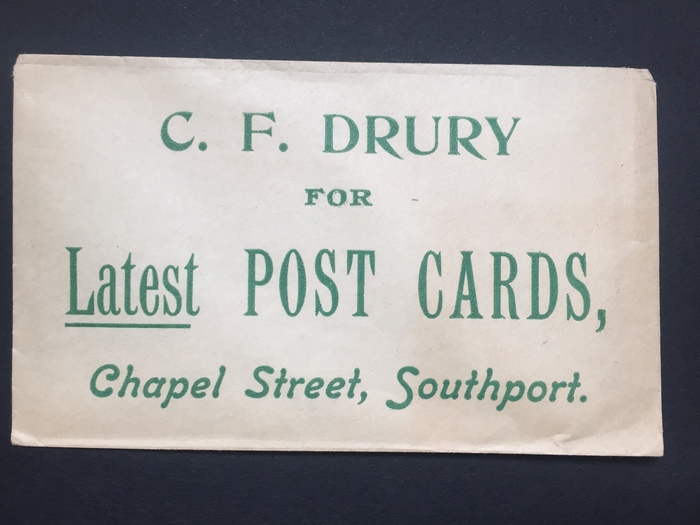 C. F. DRURY
FOR
Latest POST CARDS,
Chapel Street, Southport.